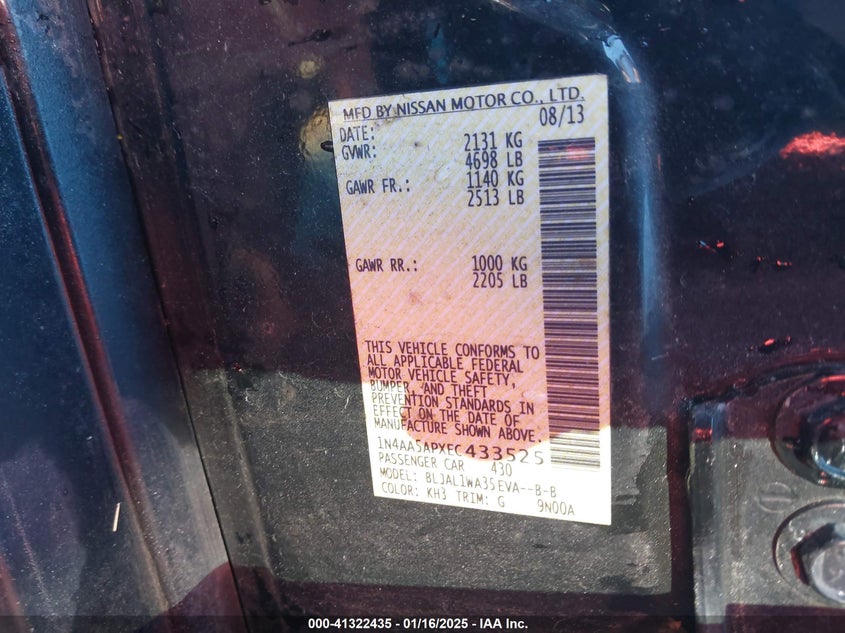 MFD BY NISSAN MOTOR CO., LTD.
DATE: 08/13
GVWR: 2131 KG
4698 LB
GAWR FR.: 1140 KG
2513 LB
GAWR RR.: 1000 KG
2205 LB
THIS VEHICLE CONFORMS TO
ALL APPLICABLE FEDERAL
MOTOR VEHICLE SAFETY,
BUMPER, AND THEFT
PREVENTION STANDARDS IN
EFFECT ON THE DATE OF
MANUFACTURE SHOWN ABOVE.
1N4AA5APXEC433525
PASSENGER CAR 430
MODEL: BLJAL1WA35EVA--B-B
COLOR: KH3 TRIM: G 9N00A
000-41322435 - 01/16/2025 - IAA Inc.